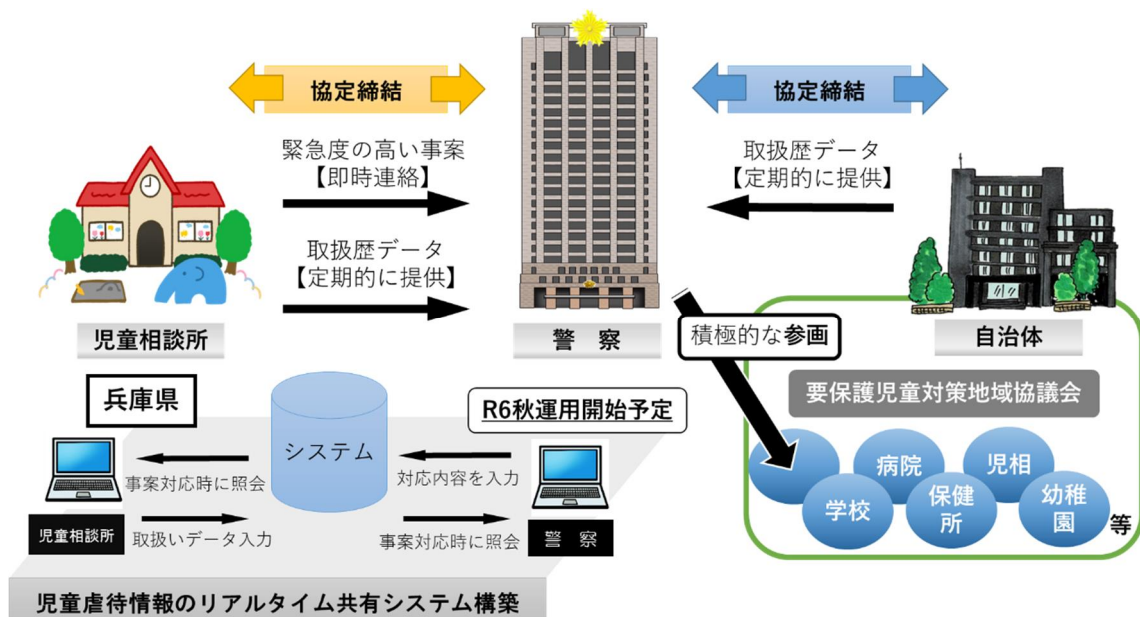 協定締結
協定締結
緊急度の高い事案
【即時連絡】
取扱歴データ
【定期的に提供】
取扱歴データ
【定期的に提供】
児童相談所
警 察
自治体
積極的な参画
要保護児童対策地域協議会
病院
児相
学校
保健
所
幼稚
園
等
兵庫県
R6秋運用開始予定
システム
事案対応時に照会
対応内容を入力
児童相談所
取扱いデータ入力
事案対応時に照会
警 察
児童虐待情報のリアルタイム共有システム構築